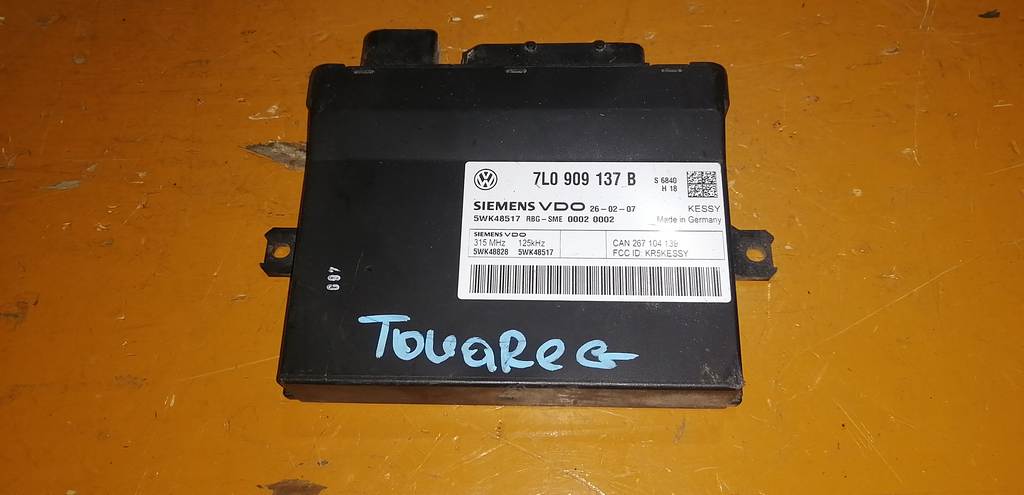 7L0 909 137 B
S 6840
H 18
SIEMENS VDO 26-02-07
KESSY
5WK48517 RBG-SME 0002 0002
Made in Germany
SIEMENS VDO
315 MHz 125kHz
CAN 267 104 139
5WK48828 5WK48517
FCC ID: KR5KESSY
TOUAREG